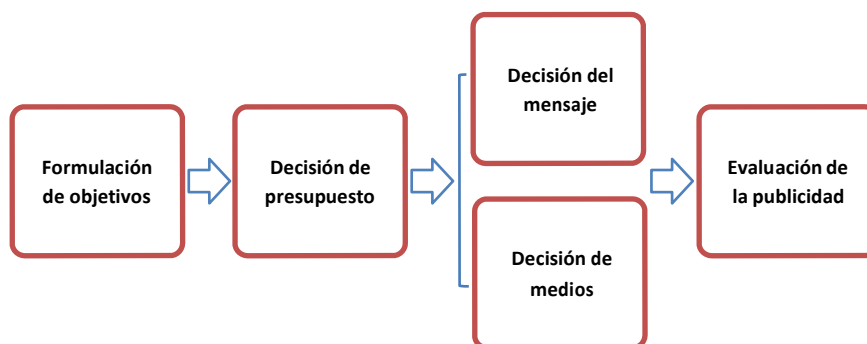 Formulación
de objetivos
Decisión de
presupuesto
Decisión del
mensaje
Decisión de
medios
Evaluación de
la publicidad